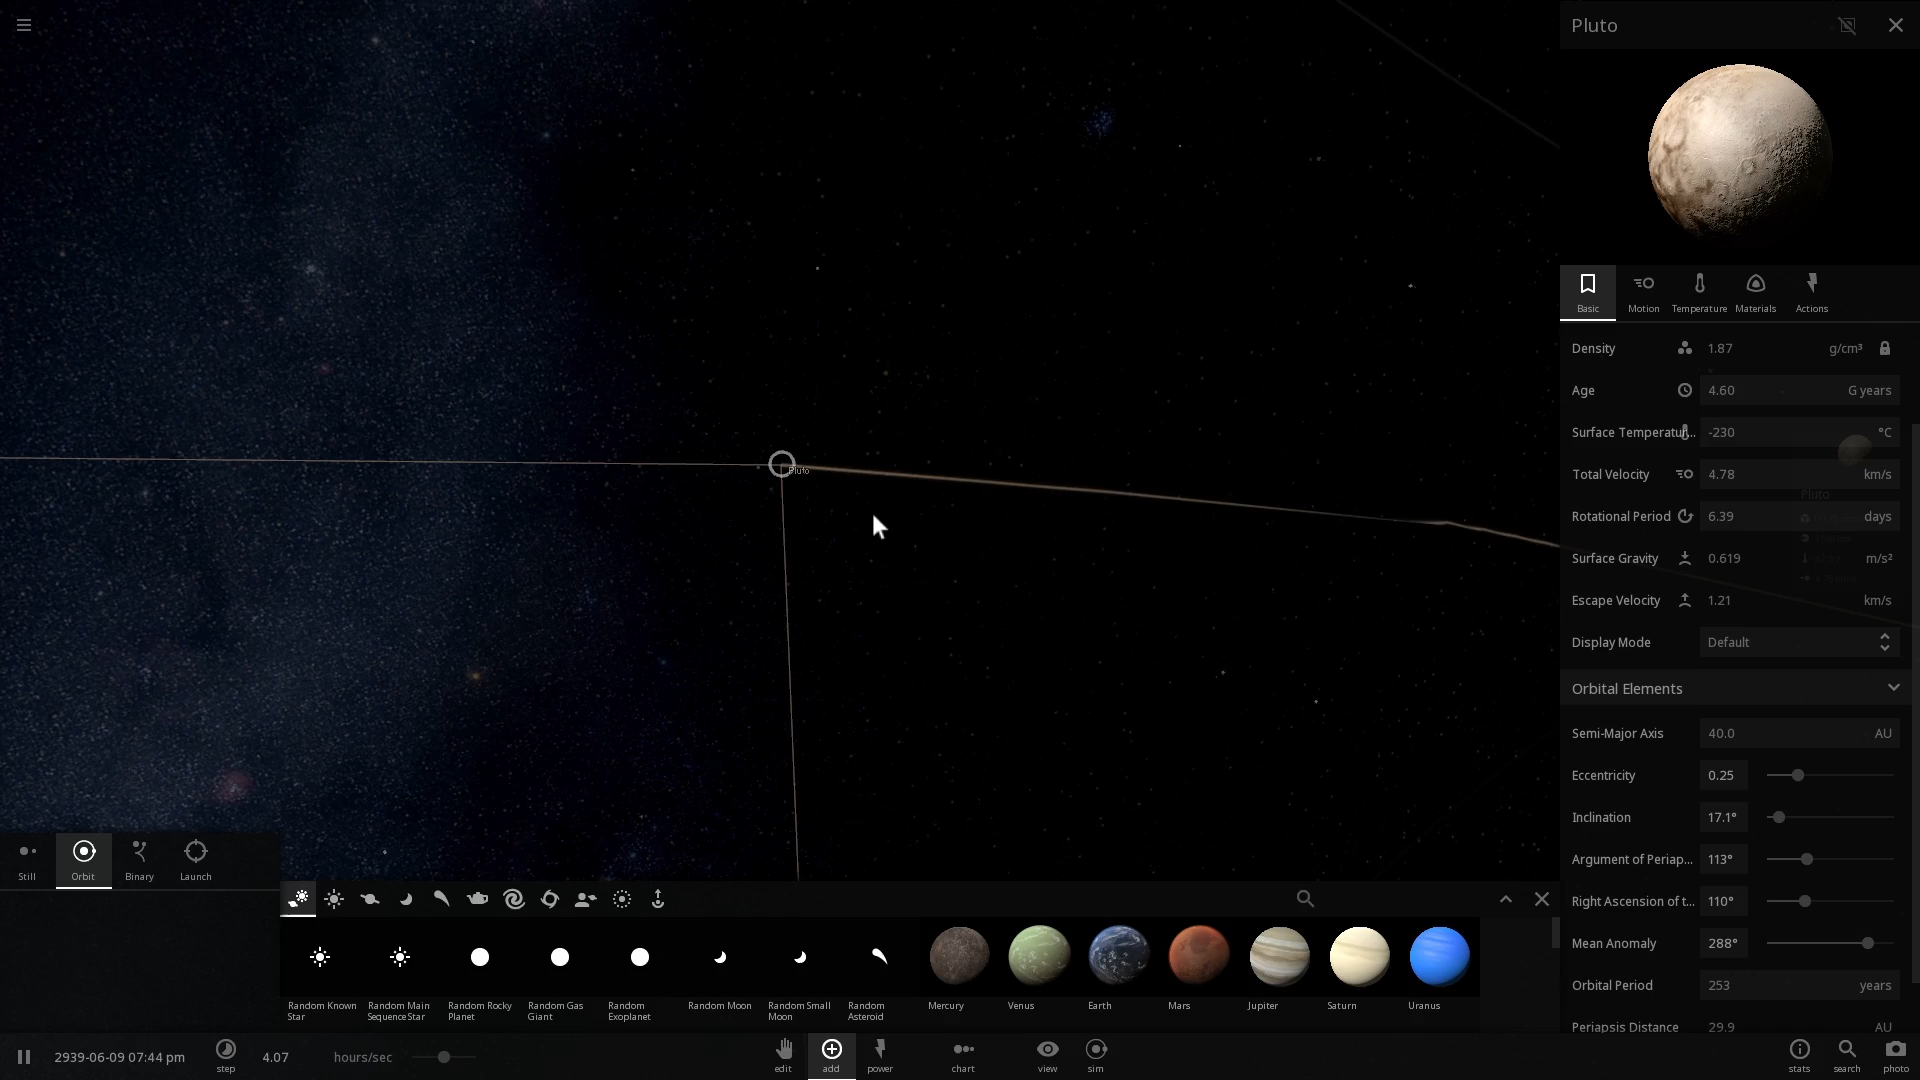 Pluto
Basic
Motion
Temperature
Materials
Actions
Density 1.87 g/cm³
Age 4.60 G years
Surface Temperatur... -230 °C
Total Velocity 4.78 km/s
Pluto
Rotational Period 6.39 days
Surface Gravity 0.619 m/s²
Escape Velocity 1.21 km/s
Display Mode Default
Orbital Elements
Semi-Major Axis 40.0 AU
Eccentricity 0.25
Inclination 17.1°
Argument of Periap... 113°
Right Ascension of t... 110°
Mean Anomaly 288°
Orbital Period 253 years
Periapsis Distance 29.9 AU
Pluto
Still
Orbit
Binary
Launch
Random Known
Star
Random Main
Sequence Star
Random Rocky
Planet
Random Gas
Giant
Random
Exoplanet
Random Moon
Random Small
Moon
Random
Asteroid
Mercury
Venus
Earth
Mars
Jupiter
Saturn
Uranus
2939-06-09 07:44 pm
step
4.07 hours/sec
edit
add
power
chart
view
sim
stats
search
photo